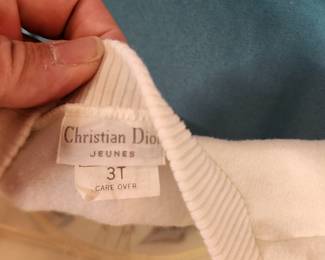 Christian Dior
JEUNES
3T
CARE OVER